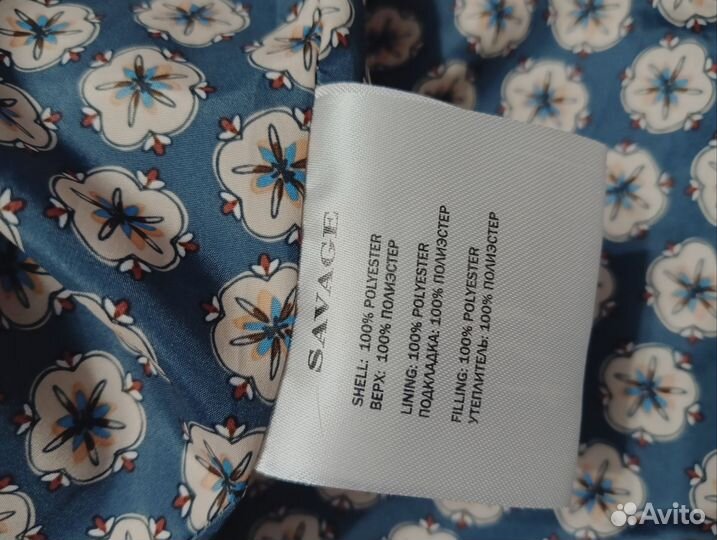 SAVAGE
SHELL: 100% POLYESTER
ВЕРХ: 100% ПОЛИЭСТЕР
LINING: 100% POLYESTER
ПОДКЛАДКА: 100% ПОЛИЭСТЕР
FILLING: 100% POLYESTER
УТЕПЛИТЕЛЬ: 100% ПОЛИЭСТЕР
Avito